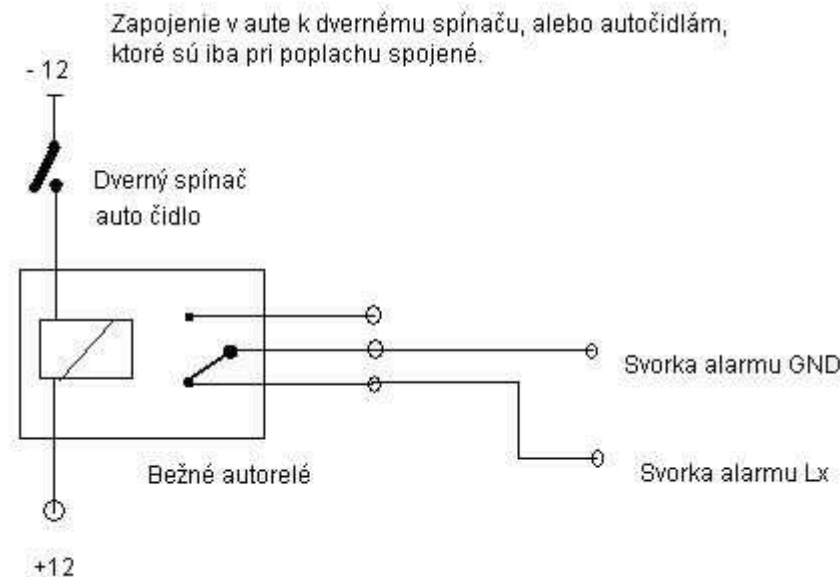 Zapojenie v aute k dvernému spínaču, alebo autočidlám,
ktoré sú iba pri poplachu spojené.
- 12
Dverný spínač
auto čidlo
Svorka alarmu GND
Bežné autorelé
Svorka alarmu Lx
+12